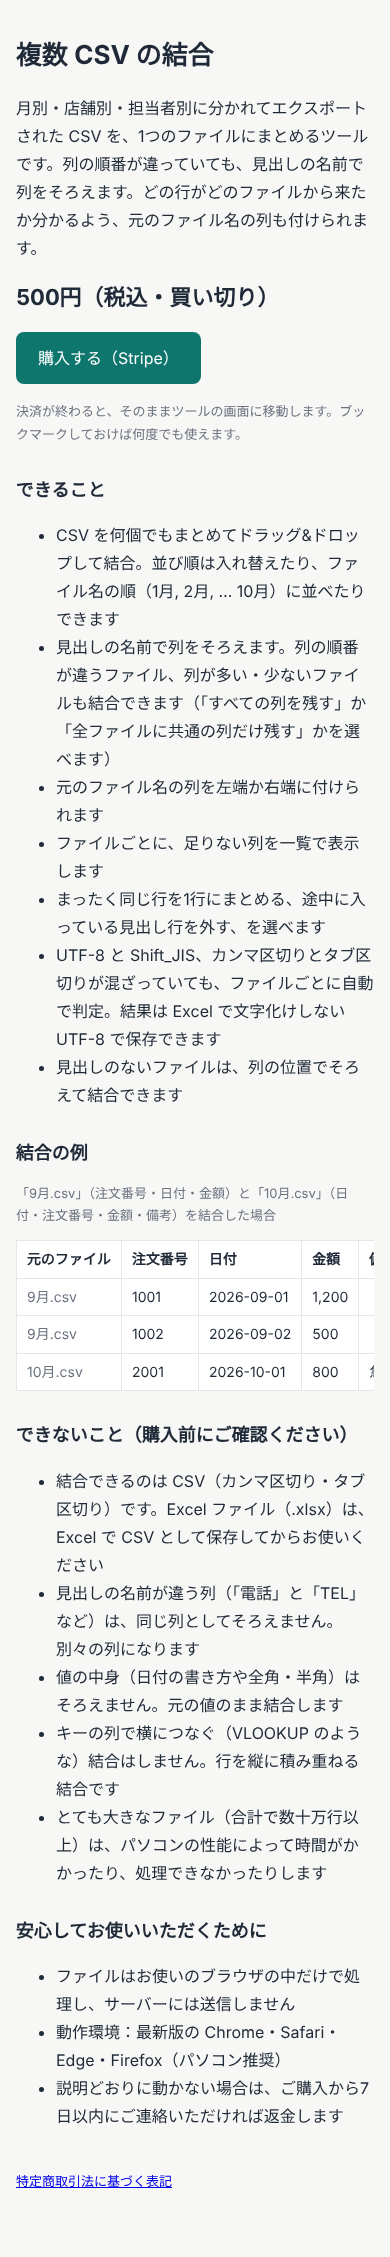 複数 CSV の結合
月別・店舗別・担当者別に分かれてエクスポート
された CSV を、1つのファイルにまとめるツール
です。列の順番が違っていても、見出しの名前で
列をそろえます。どの行がどのファイルから来た
か分かるよう、元のファイル名の列も付けられま
す。
500円（税込・買い切り）
購入する（Stripe）
決済が終わると、そのままツールの画面に移動します。ブッ
クマークしておけば何度でも使えます。
できること
• CSV を何個でもまとめてドラッグ&ドロッ
プして結合。並び順は入れ替えたり、ファ
イル名の順（1月, 2月, … 10月）に並べたり
できます
• 見出しの名前で列をそろえます。列の順番
が違うファイル、列が多い・少ないファイ
ルも結合できます（「すべての列を残す」か
「全ファイルに共通の列だけ残す」かを選
べます）
• 元のファイル名の列を左端か右端に付けら
れます
• ファイルごとに、足りない列を一覧で表示
します
• まったく同じ行を1行にまとめる、途中に入
っている見出し行を外す、を選べます
• UTF-8 と Shift_JIS、カンマ区切りとタブ区
切りが混ざっていても、ファイルごとに自動
で判定。結果は Excel で文字化けしない
UTF-8 で保存できます
• 見出しのないファイルは、列の位置でそろ
えて結合できます
結合の例
「9月.csv」（注文番号・日付・金額）と「10月.csv」（日
付・注文番号・金額・備考）を結合した場合
元のファイル 注文番号 日付 金額
9月.csv 1001 2026-09-01 1,200
9月.csv 1002 2026-09-02 500
10月.csv 2001 2026-10-01 800
できないこと（購入前にご確認ください）
• 結合できるのは CSV（カンマ区切り・タブ
区切り）です。Excel ファイル（.xlsx）は、
Excel で CSV として保存してからお使いく
ださい
• 見出しの名前が違う列（「電話」と「TEL」
など）は、同じ列としてそろえません。
別々の列になります
• 値の中身（日付の書き方や全角・半角）は
そろえません。元の値のまま結合します
• キーの列で横につなぐ（VLOOKUP のよう
な）結合はしません。行を縦に積み重ねる
結合です
• とても大きなファイル（合計で数十万行以
上）は、パソコンの性能によって時間がか
かったり、処理できなかったりします
安心してお使いいただくために
• ファイルはお使いのブラウザの中だけで処
理し、サーバーには送信しません
• 動作環境：最新版の Chrome・Safari・
Edge・Firefox（パソコン推奨）
• 説明どおりに動かない場合は、ご購入から7
日以内にご連絡いただければ返金します
特定商取引法に基づく表記